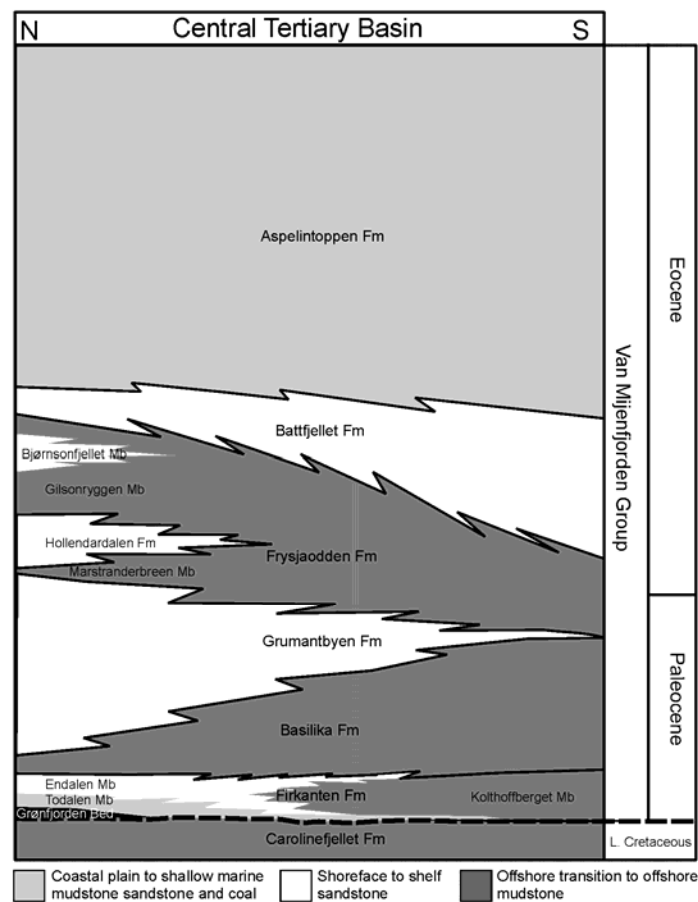 N Central Tertiary Basin S
Aspelintoppen Fm
Battfjellet Fm
Bjørnsonfjellet Mb
Gilsonryggen Mb
Hollendardalen Fm
Frysjaodden Fm
Marstranderbreen Mb
Grumantbyen Fm
Basilika Fm
Endalen Mb
Todalen Mb
Firkanten Fm
Kolthoffberget Mb
Grønfjorden Bed
Carolinefjellet Fm
Van Mijenfjorden Group
Eocene
Paleocene
L. Cretaceous
Coastal plain to shallow marine
mudstone sandstone and coal
Shoreface to shelf
sandstone
Offshore transition to offshore
mudstone